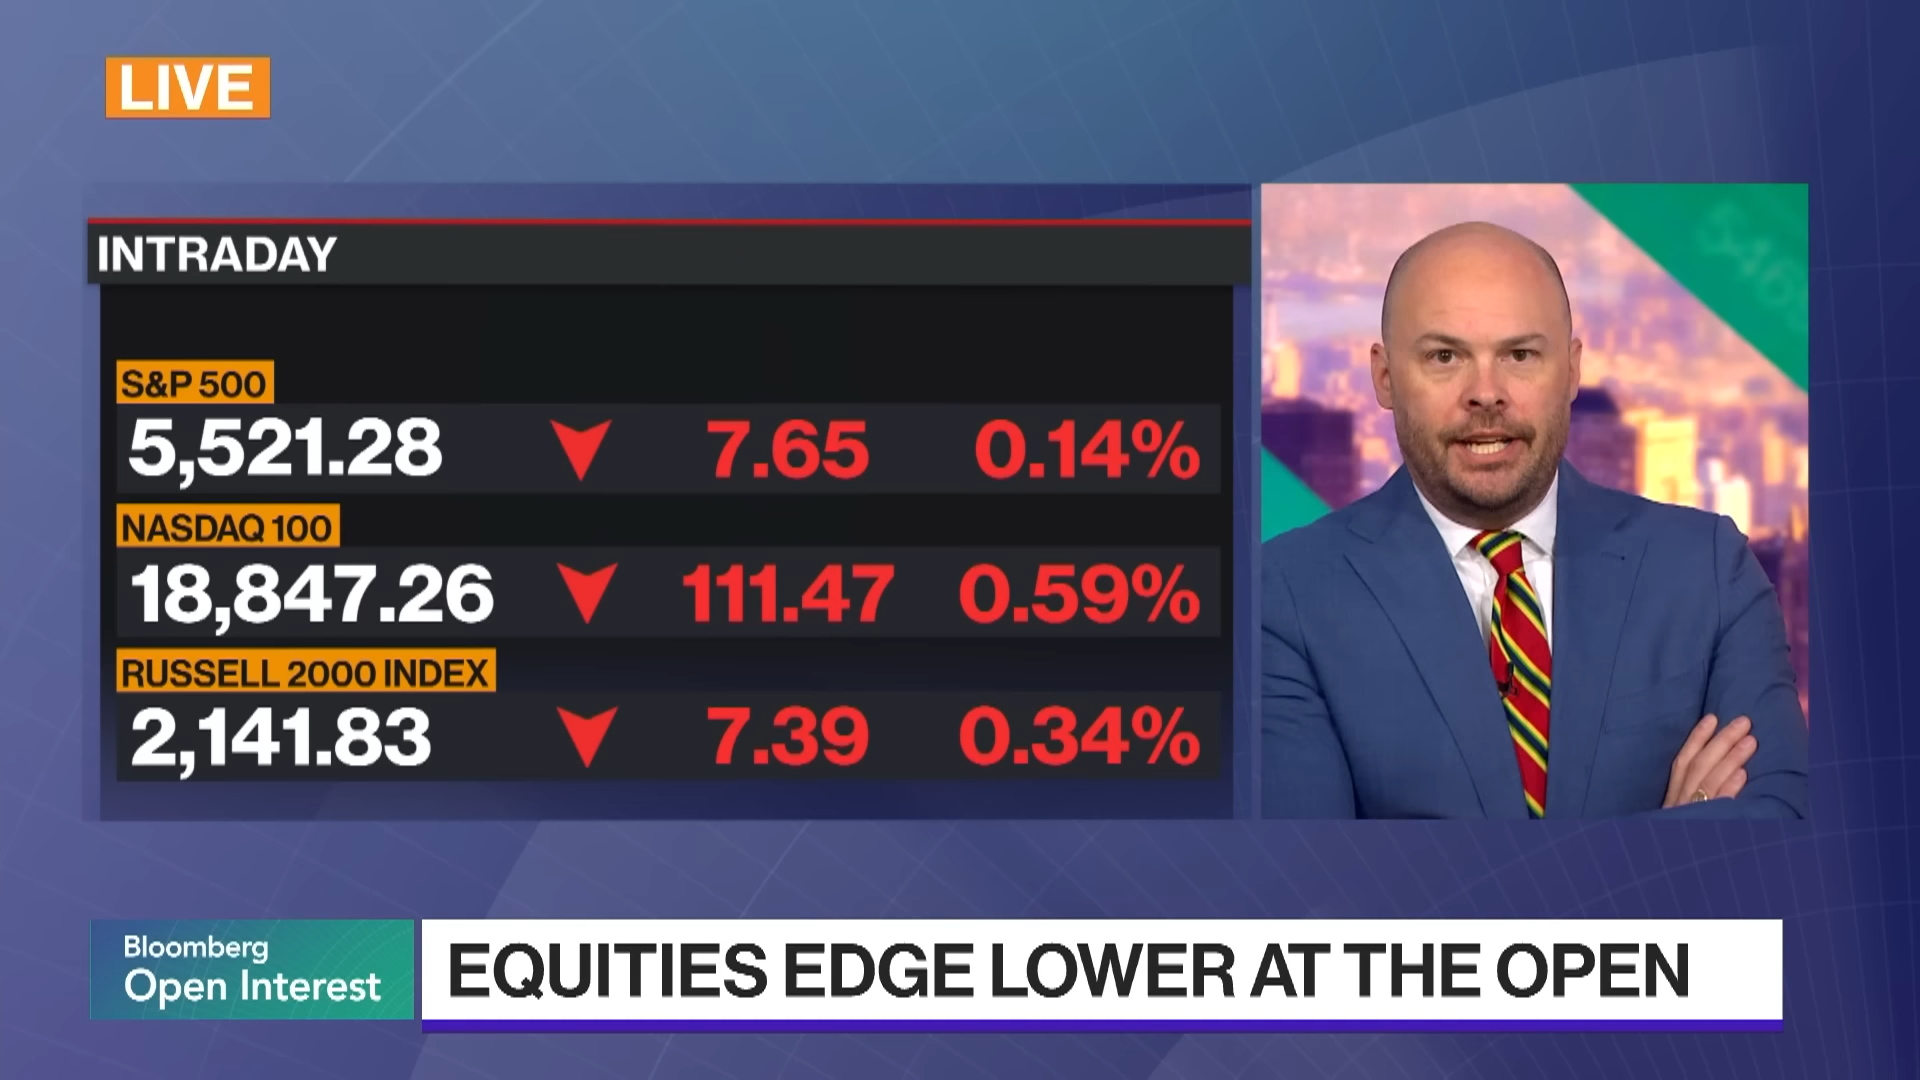 LIVE
INTRADAY
S&P 500
5,521.28 ▼ 7.65 0.14%
NASDAQ 100
18,847.26 ▼ 111.47 0.59%
RUSSELL 2000 INDEX
2,141.83 ▼ 7.39 0.34%
Bloomberg
Open Interest
EQUITIES EDGE LOWER AT THE OPEN